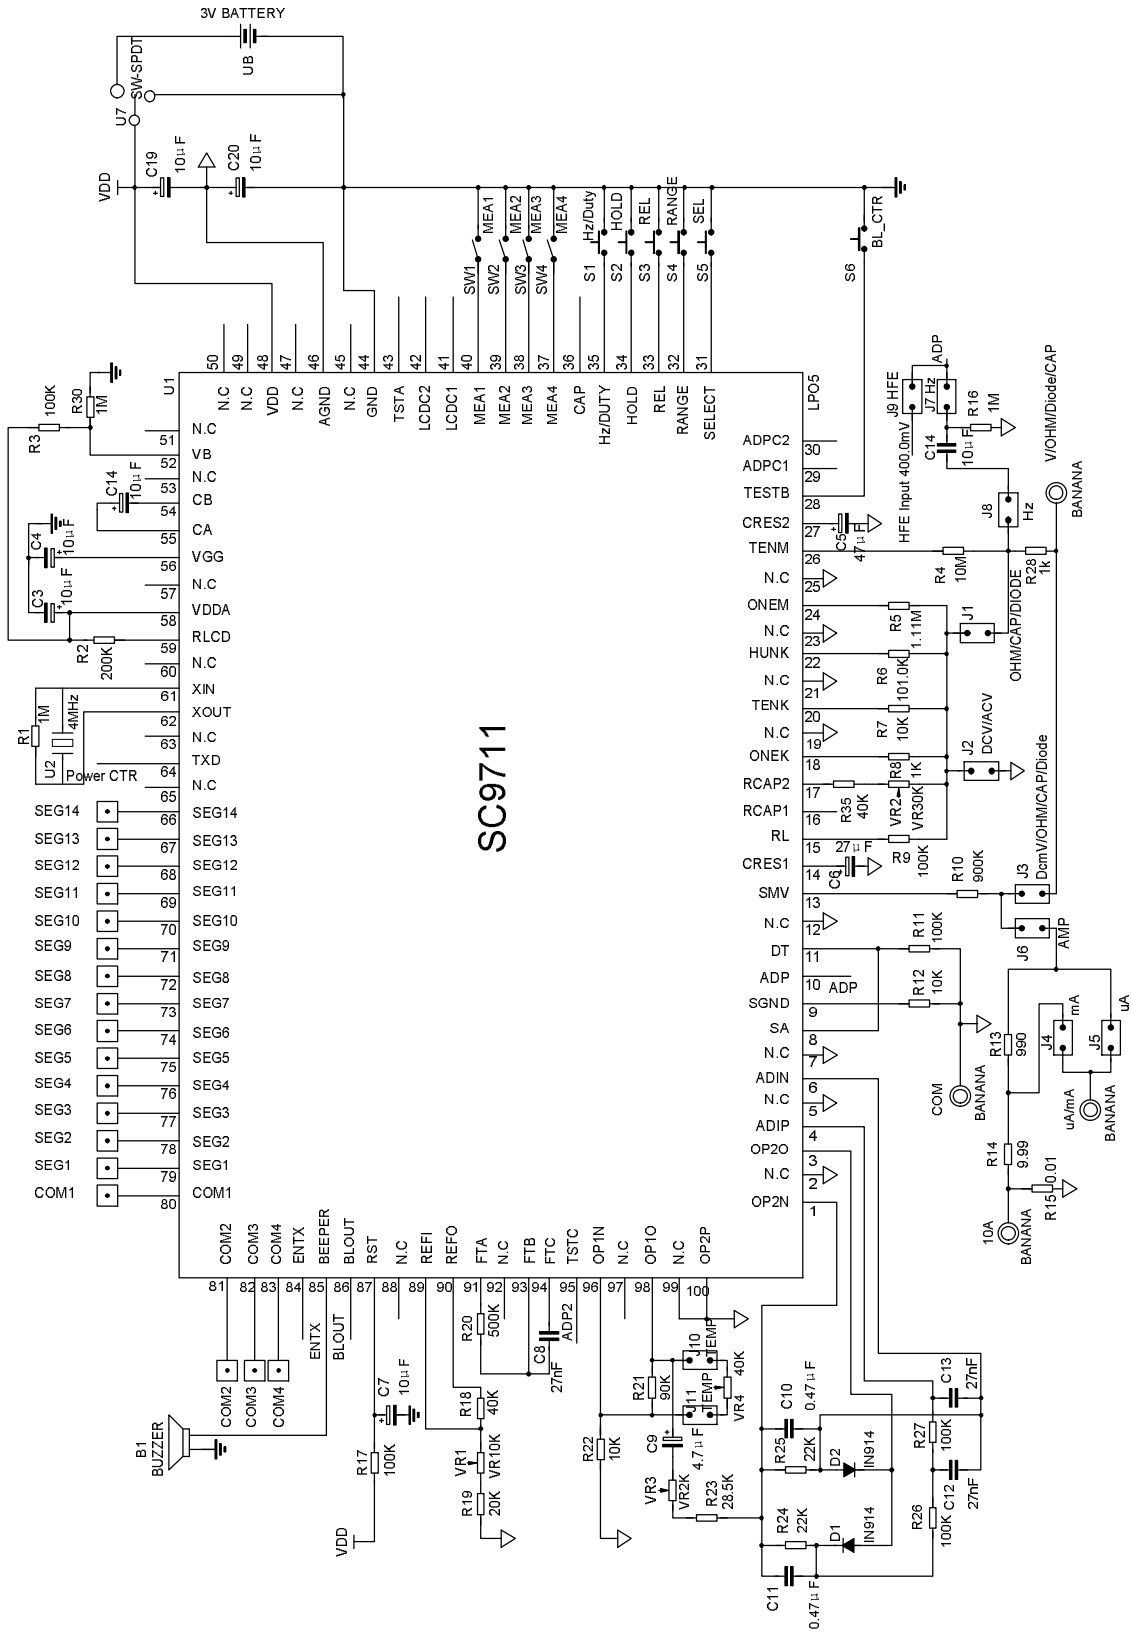 3V BATTERY
UB
SW-SPDT
U7
VDD
C19
10μF
C20
10μF
MEA1
MEA2
MEA3
MEA4
Hz/Duty
HOLD
REL
RANGE
SEL
BL_CTR
SW1
SW2
SW3
SW4
S1
S2
S3
S4
S5
S6
50
49
48
47
46
45
44
43
42
41
40
39
38
37
36
35
34
33
32
31
U1
N.C
N.C
VDD
N.C
AGND
N.C
GND
TSTA
LCDC2
LCDC1
MEA1
MEA2
MEA3
MEA4
CAP
Hz/DUTY
HOLD
REL
RANGE
SELECT
LPO5
R3
100K
R30
1M
C14
10μF
C4
10μF
C3
10μF
R2
200K
R1
1M
U2
4MHz
Power CTR
N.C
51
VB
52
N.C
53
CB
54
CA
55
VGG
56
N.C
57
VDDA
58
RLCD
59
N.C
60
XIN
61
XOUT
62
N.C
63
TXD
64
N.C
65
SEG14
SEG14
66
SEG13
SEG13
67
SEG12
SEG12
68
SEG11
SEG11
69
SEG10
SEG10
70
SEG9
SEG9
71
SEG8
SEG8
72
SEG7
SEG7
73
SEG6
SEG6
74
SEG5
SEG5
75
SEG4
SEG4
76
SEG3
SEG3
77
SEG2
SEG2
78
SEG1
SEG1
79
COM1
COM1
80
SC9711
ADPC2
30
ADPC1
29
TESTB
28
CRES2
27
TENM
26
N.C
25
ONEM
24
N.C
23
HUNK
22
N.C
21
TENK
20
N.C
19
ONEK
18
RCAP2
17
RCAP1
16
RL
15
CRES1
14
SMV
13
N.C
12
DT
11
ADP
10
SGND
9
SA
8
N.C
7
ADIN
6
N.C
5
ADIP
4
OP2O
3
N.C
2
OP2N
1
C5
47μF
HFE Input 400.0mV
J9 HFE
J7 Hz
ADP
R16
1M
C14
10μF
J8
Hz
V/OHM/Diode/CAP
BANANA
R4
10M
R28
1k
R5
1.11M
J1
OHM/CAP/DIODE
R6
101.0K
R7
10K
R8
1K
J2
DCV/ACV
R35
40K
VR2
VR30K
R9
100K
27μF
C6
R10
900K
J3
DcmV/OHM/CAP/Diode
J6
AMP
R11
100K
ADP
R12
10K
COM
BANANA
R13
990
J4
mA
J5
uA
uA/mA
BANANA
R14
9.99
R15
0.01
10A
BANANA
COM2
COM3
COM4
ENTX
BEEPER
BLOUT
RST
N.C
REFI
REFO
FTA
N.C
FTB
FTC
TSTC
OP1N
N.C
OP1O
N.C
OP2P
81
82
83
84
85
86
87
88
89
90
91
92
93
94
95
96
97
98
99
100
COM2
COM3
COM4
ENTX
BLOUT
B1
BUZZER
C7
10μF
R17
100K
VDD
R18
40K
VR1
VR10K
R19
20K
R20
500K
C8
27nF
ADP2
R22
10K
R21
90K
J10
TEMP
J11
TEMP
VR4
40K
C9
4.7μF
VR3
VR2K
R23
28.5K
C10
0.47μF
R25
22K
D2
IN914
R24
22K
D1
IN914
C11
0.47μF
C13
27nF
R27
100K
C12
27nF
R26
100K